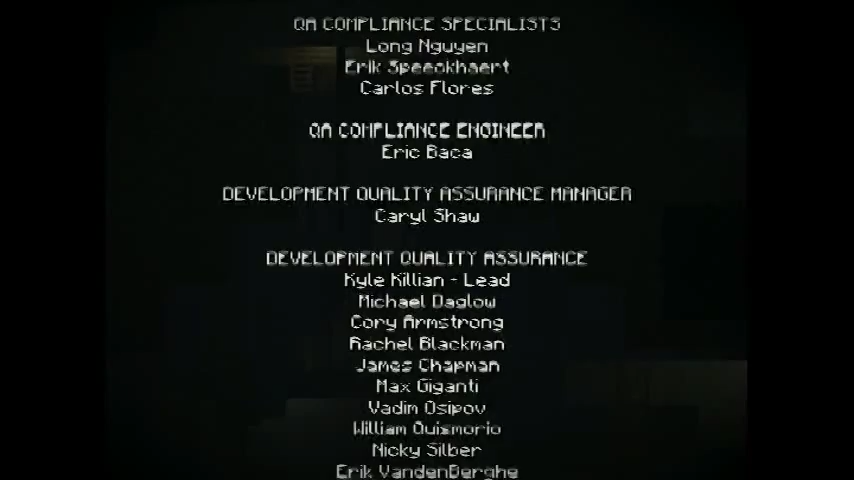 QA COMPLIANCE SPECIALISTS
Long Nguyen
Erik Speeckhaert
Carlos Flores
QA COMPLIANCE ENGINEER
Eric Baca
DEVELOPMENT QUALITY ASSURANCE MANAGER
Caryl Shaw
DEVELOPMENT QUALITY ASSURANCE
Kyle Killian - Lead
Michael Daglow
Cory Armstrong
Rachel Blackman
James Chapman
Max Giganti
Vadim Osipov
William Quismorio
Nicky Silber
Erik VandenBerghe